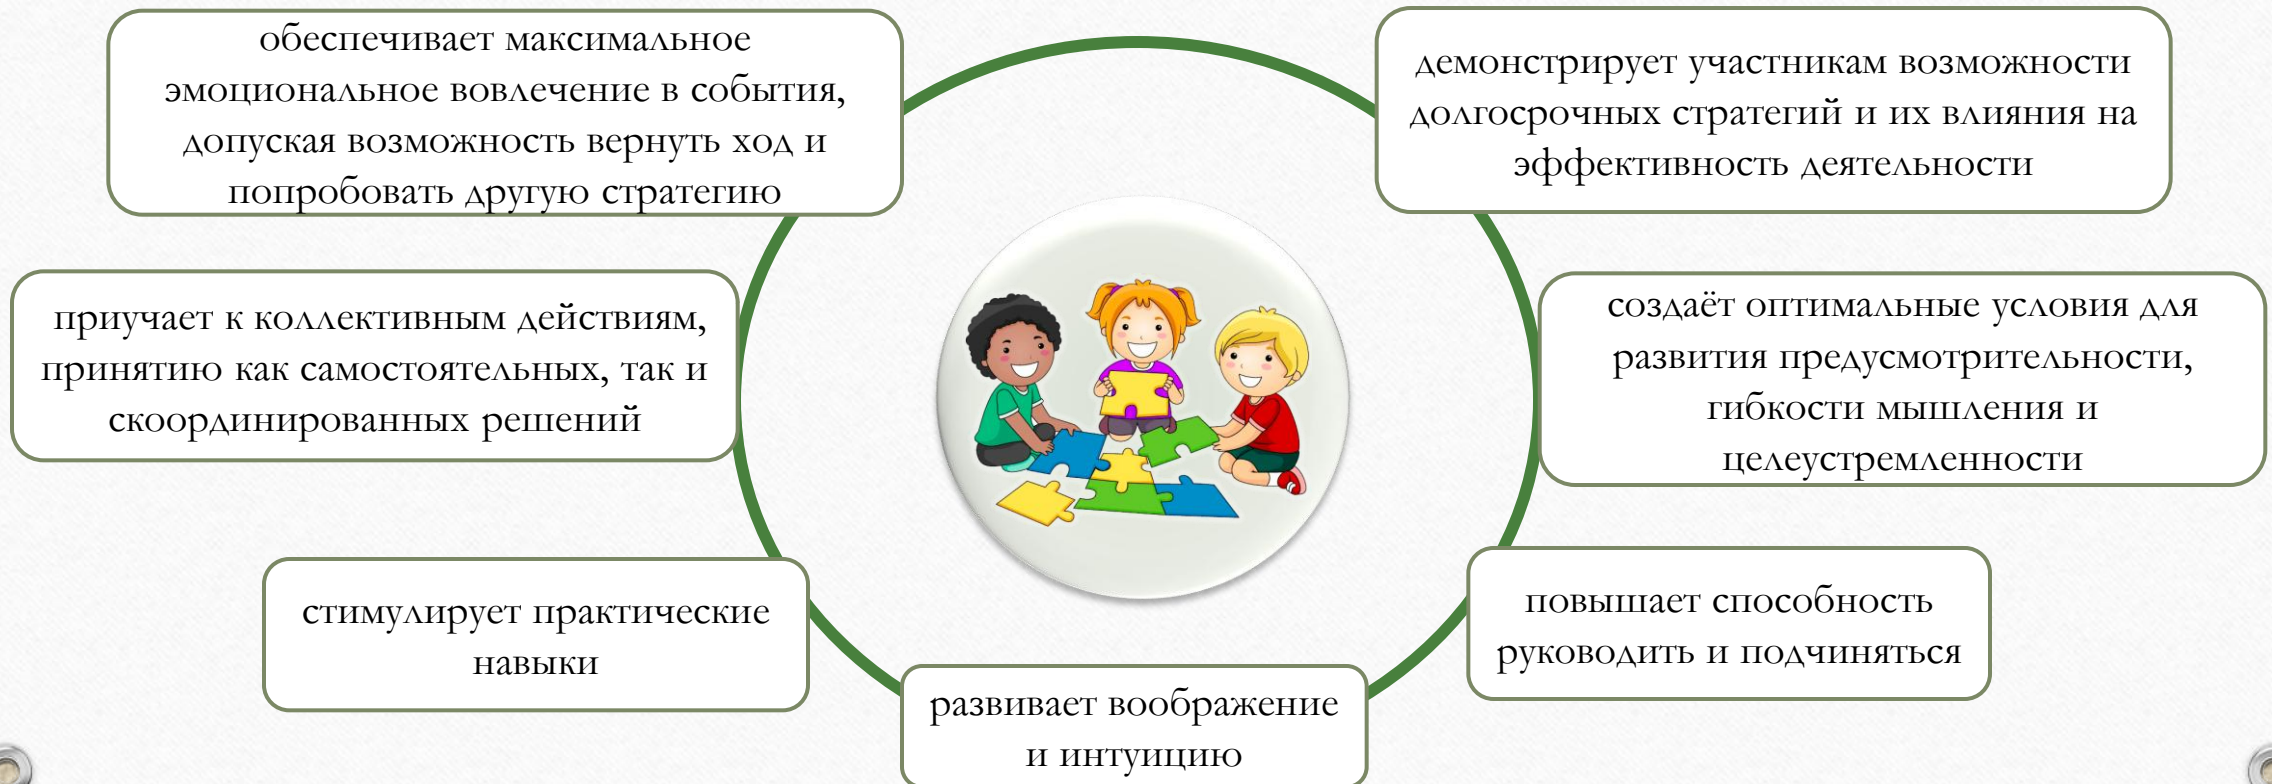 обеспечивает максимальное
эмоциональное вовлечение в события,
допуская возможность вернуть ход и
попробовать другую стратегию
демонстрирует участникам возможности
долгосрочных стратегий и их влияния на
эффективность деятельности
приучает к коллективным действиям,
принятию как самостоятельных, так и
скоординированных решений
создаёт оптимальные условия для
развития предусмотрительности,
гибкости мышления и
целеустремленности
стимулирует практические
навыки
повышает способность
руководить и подчиняться
развивает воображение
и интуицию